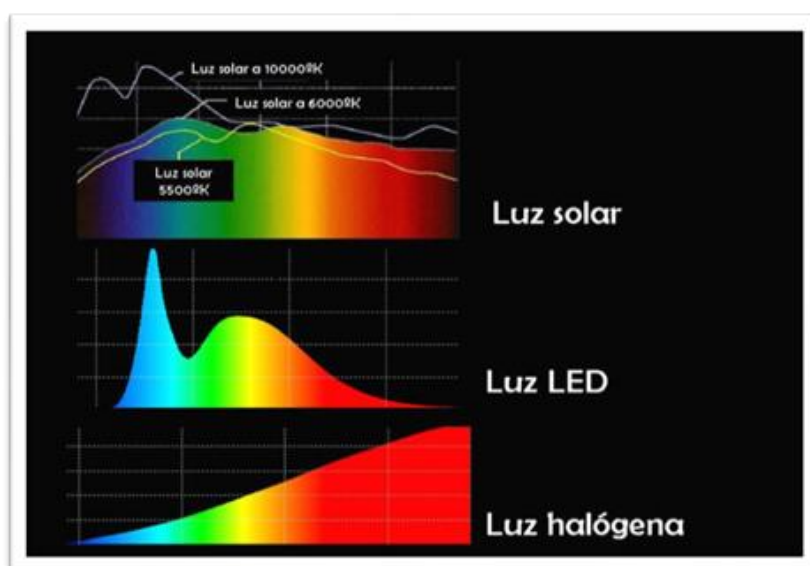 Luz solar a 10000ºK
Luz solar a 6000ºK
Luz solar
5500ºK
Luz solar
Luz LED
Luz halógena